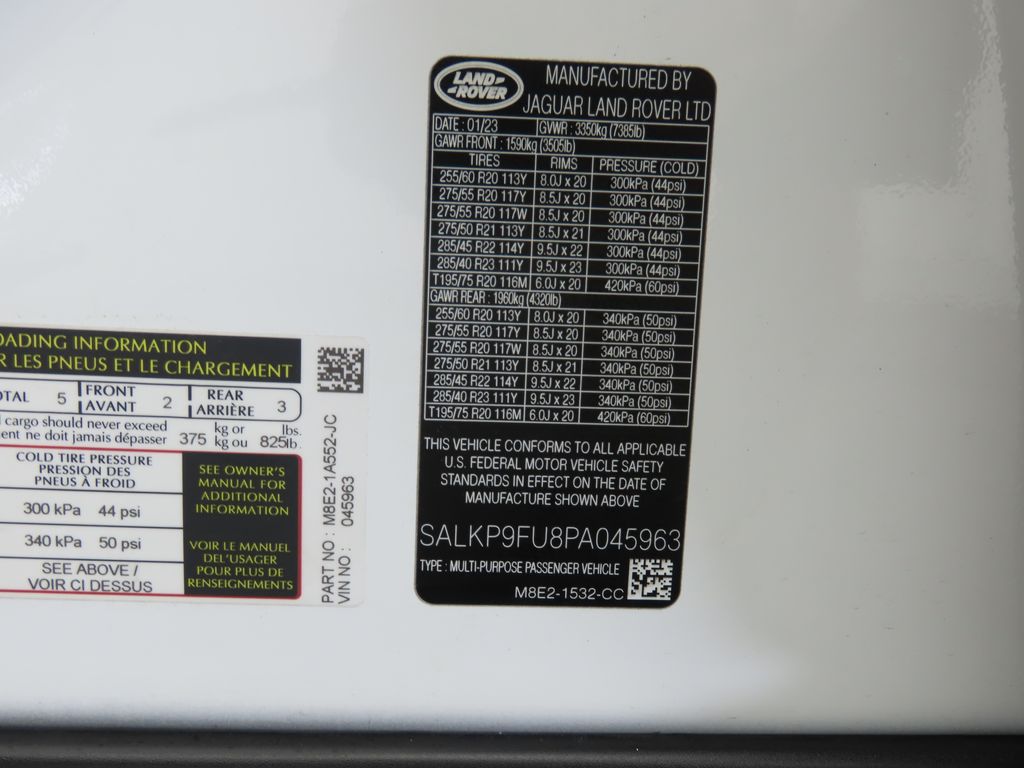 OADING INFORMATION
R LES PNEUS ET LE CHARGEMENT
OTAL 5 FRONT AVANT 2 REAR ARRIÈRE 3
cargo should never exceed
ent ne doit jamais dépasser 375 kg or kg ou 825 lbs. lb
COLD TIRE PRESSURE
PRESSION DES
PNEUS À FROID
300 kPa 44 psi
340 kPa 50 psi
SEE ABOVE /
VOIR CI DESSUS
SEE OWNER'S
MANUAL FOR
ADDITIONAL
INFORMATION
VOIR LE MANUEL
DEL'USAGER
POUR PLUS DE
RENSEIGNEMENTS
PART NO : M8E2-1A552-JC
VIN NO : 045963
LAND-
-ROVER
MANUFACTURED BY
JAGUAR LAND ROVER LTD
DATE : 01/23 GVWR : 3350kg (7385lb)
GAWR FRONT : 1590kg (3505lb)
TIRES RIMS PRESSURE (COLD)
255/60 R20 113Y 8.0J x 20 300kPa (44psi)
275/55 R20 117Y 8.5J x 20 300kPa (44psi)
275/55 R20 117W 8.5J x 20 300kPa (44psi)
275/50 R21 113Y 8.5J x 21 300kPa (44psi)
285/45 R22 114Y 9.5J x 22 300kPa (44psi)
285/40 R23 111Y 9.5J x 23 300kPa (44psi)
T195/75 R20 116M 6.0J x 20 420kPa (60psi)
GAWR REAR : 1960kg (4320lb)
255/60 R20 113Y 8.0J x 20 340kPa (50psi)
275/55 R20 117Y 8.5J x 20 340kPa (50psi)
275/55 R20 117W 8.5J x 20 340kPa (50psi)
275/50 R21 113Y 8.5J x 21 340kPa (50psi)
285/45 R22 114Y 9.5J x 22 340kPa (50psi)
285/40 R23 111Y 9.5J x 23 340kPa (50psi)
T195/75 R20 116M 6.0J x 20 420kPa (60psi)
THIS VEHICLE CONFORMS TO ALL APPLICABLE
U.S. FEDERAL MOTOR VEHICLE SAFETY
STANDARDS IN EFFECT ON THE DATE OF
MANUFACTURE SHOWN ABOVE
SALKP9FU8PA045963
TYPE : MULTI-PURPOSE PASSENGER VEHICLE
M8E2-1532-CC